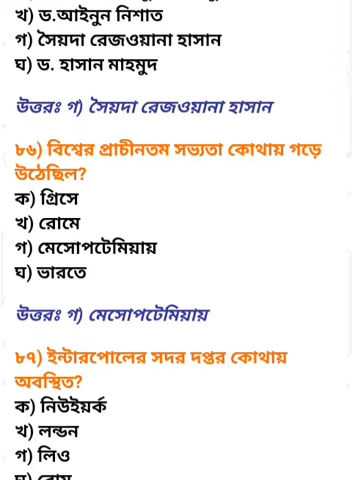 খ) ড.আইনুন নিশাত
গ) সৈয়দা রেজওয়ানা হাসান
ঘ) ড. হাসান মাহমুদ
উত্তরঃ গ) সৈয়দা রেজওয়ানা হাসান
৮৬) বিশ্বের প্রাচীনতম সভ্যতা কোথায় গড়ে
উঠেছিল?
ক) গ্রিসে
খ) রোমে
গ) মেসোপটেমিয়ায়
ঘ) ভারতে
উত্তরঃ গ) মেসোপটেমিয়ায়
৮৭) ইন্টারপোলের সদর দপ্তর কোথায়
অবস্থিত?
ক) নিউইয়র্ক
খ) লন্ডন
গ) লিও